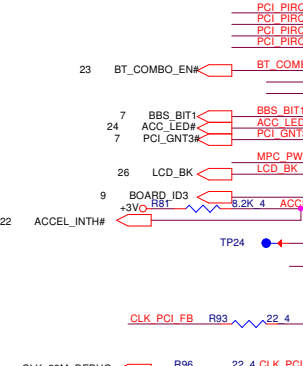 PCI_PIRQ
PCI_PIRQ
PCI_PIRQ
PCI_PIRQ
23 BT_COMBO_EN# BT_COMB
7 BBS_BIT1 BBS_BIT1
24 ACC_LED# ACC_LED
7 PCI_GNT3# PCI_GNT3
MPC_PW
26 LCD_BK LCD_BK
9 BOARD_ID3
+3V R81 8.2K_4 ACC
22 ACCEL_INTH#
TP24
CLK_PCI_FB R93 22_4
R96 22_4 CLK_PCI